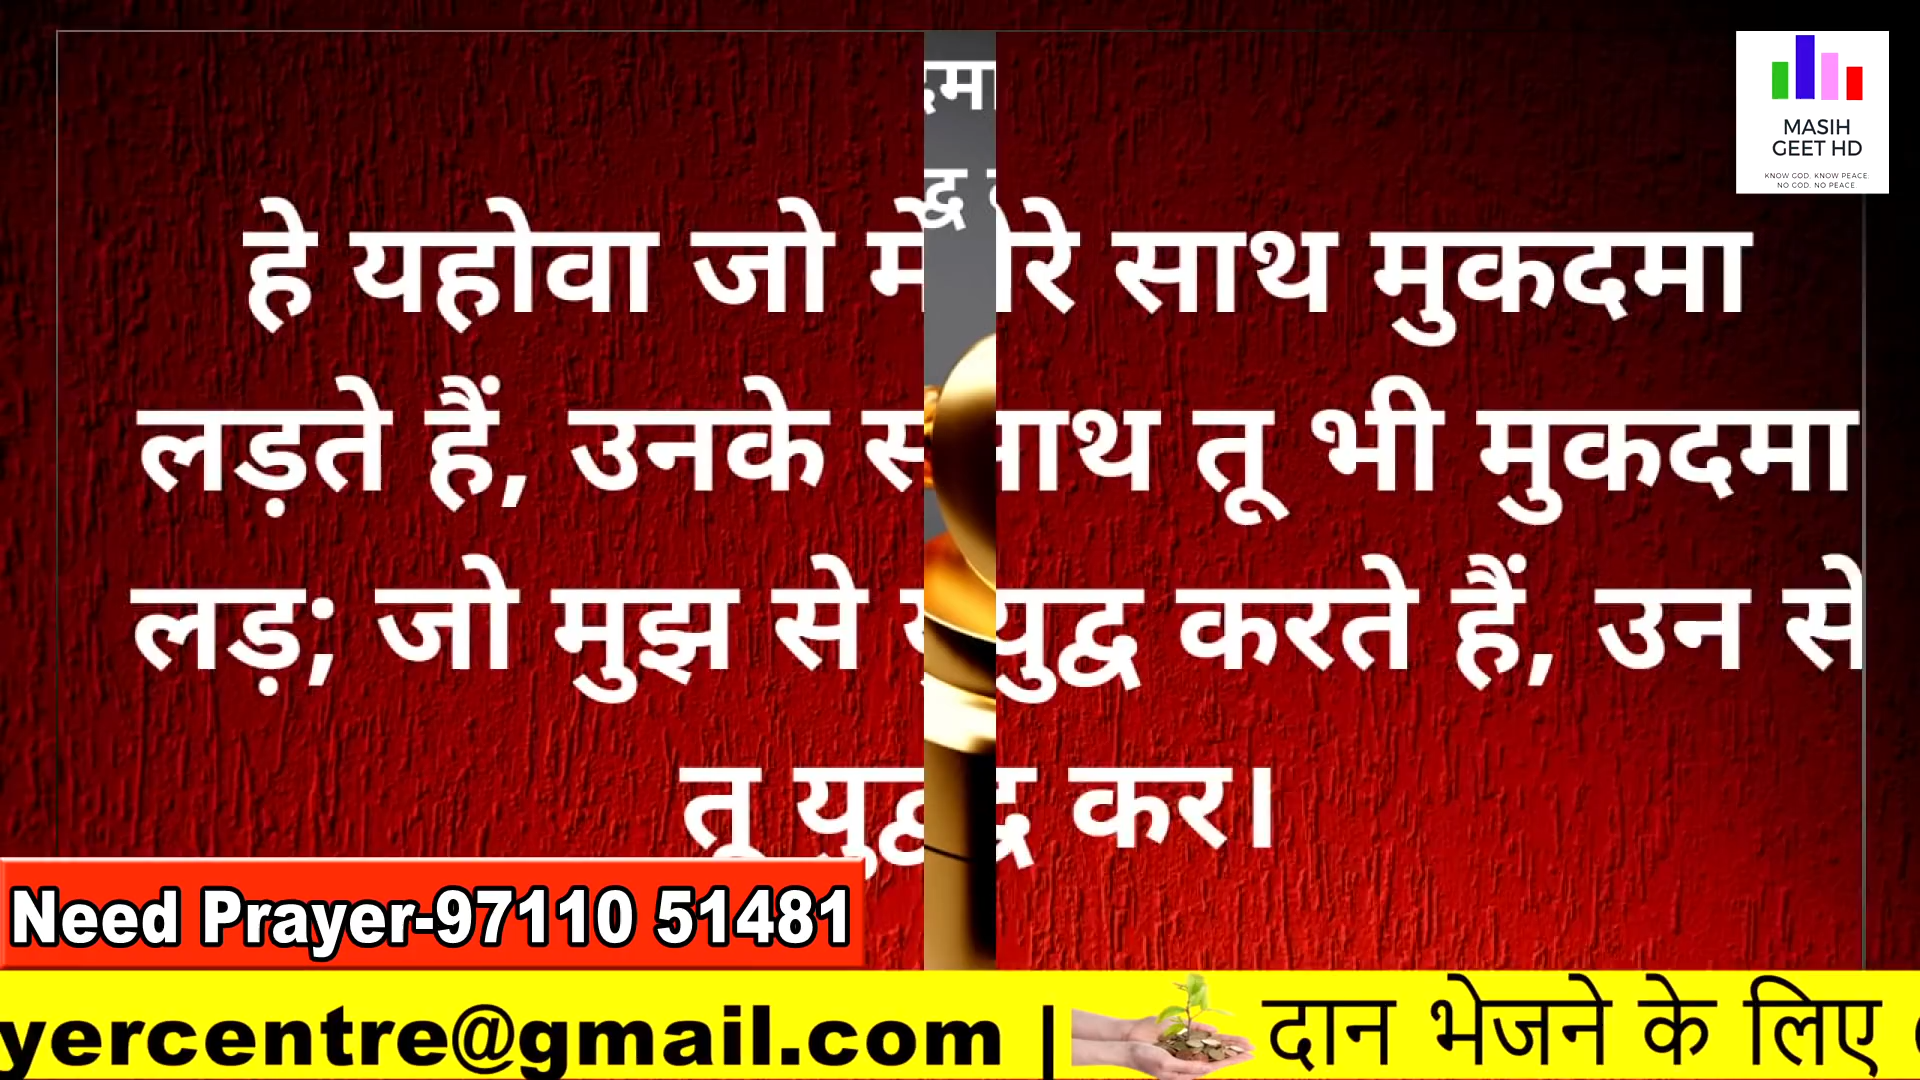 MASIH
GEET HD
KNOW GOD. KNOW PEACE.
NO GOD. NO PEACE.
हे यहोवा जो मेरे साथ मुकदमा
लड़ते हैं, उनके साथ तू भी मुकदमा
लड़; जो मुझ से युद्ध करते हैं, उन से
तू युद्ध कर।
Need Prayer-97110 51481
yercentre@gmail.com | दान भेजने के लिए